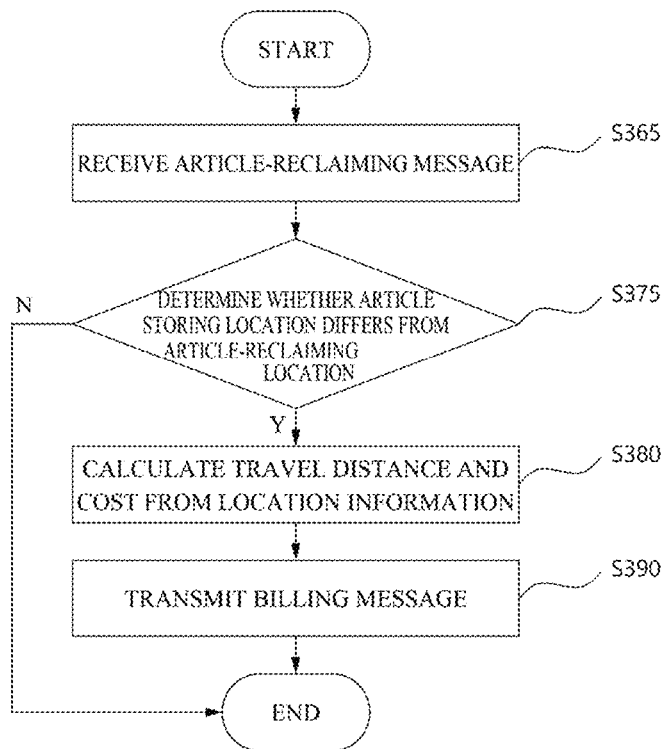 START
RECEIVE ARTICLE-RECLAIMING MESSAGE
S365
N
DETERMINE WHETHER ARTICLE
STORING LOCATION DIFFERS FROM
ARTICLE-RECLAIMING
LOCATION
S375
Y
CALCULATE TRAVEL DISTANCE AND
COST FROM LOCATION INFORMATION
S380
TRANSMIT BILLING MESSAGE
S390
END